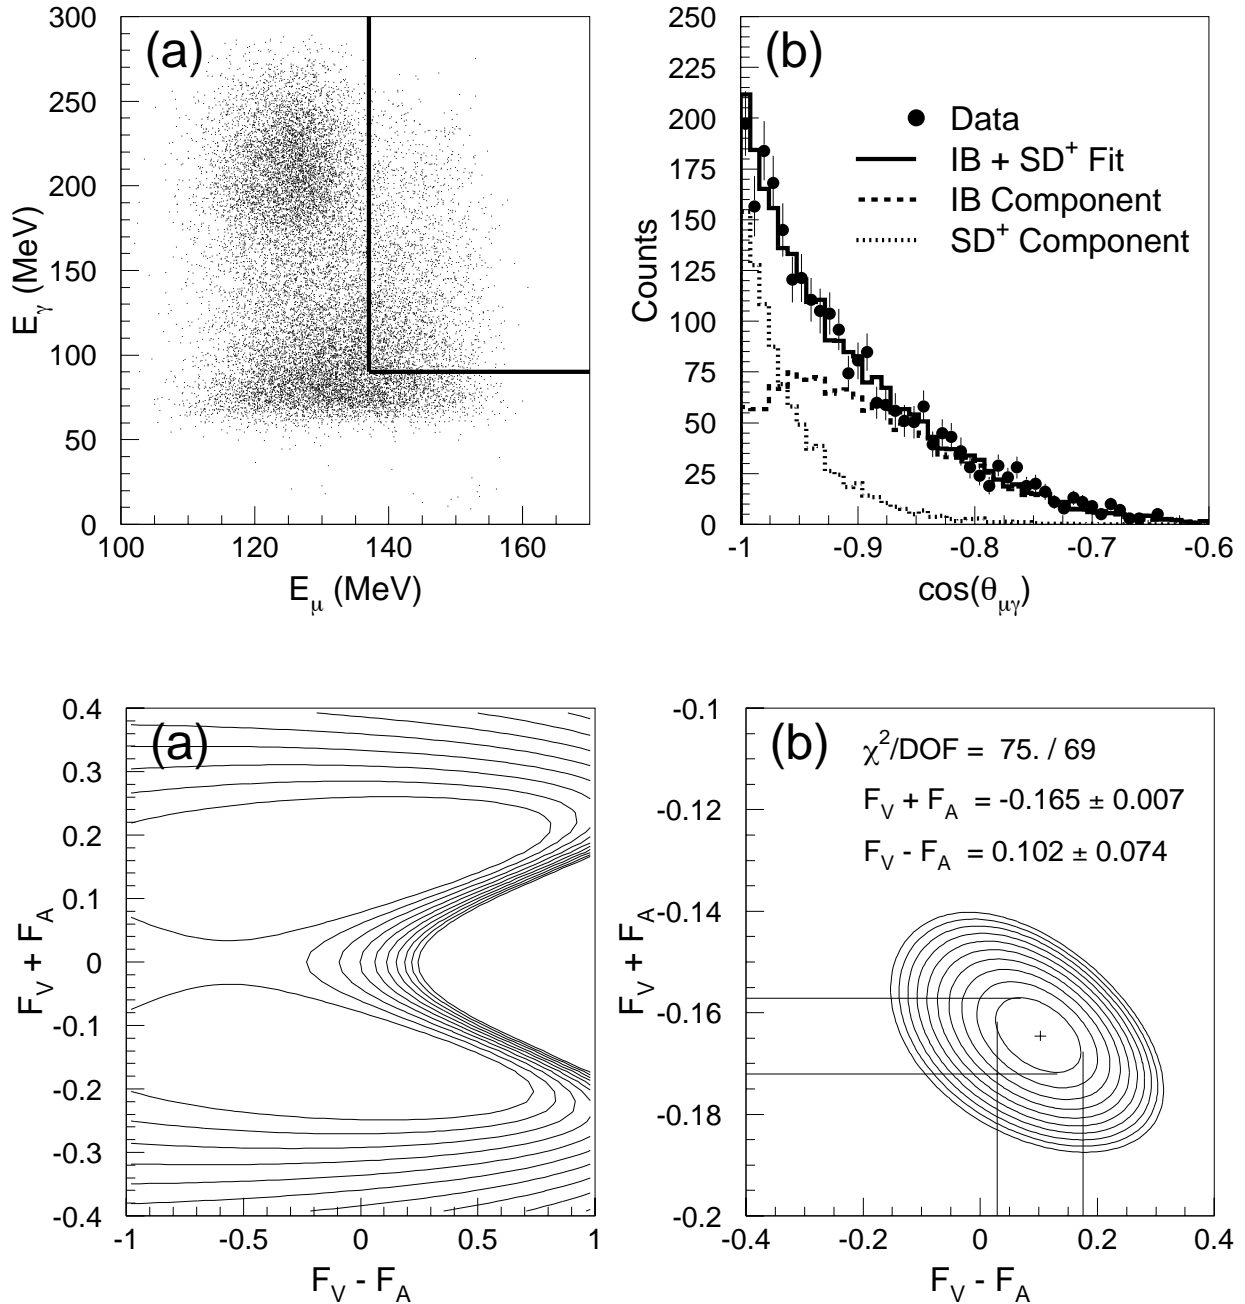 (a)
300
250
200
150
100
50
0
E_γ (MeV)
100 120 140 160
E_μ (MeV)
(b)
250
225
200
175
150
125
100
75
50
25
0
Counts
Data
IB + SD⁺ Fit
IB Component
SD⁺ Component
-1 -0.9 -0.8 -0.7 -0.6
cos(θ_μγ)
(a)
0.4
0.3
0.2
0.1
0
-0.1
-0.2
-0.3
-0.4
F_V + F_A
-1 -0.5 0 0.5 1
F_V - F_A
(b)
χ²/DOF = 75. / 69
F_V + F_A = -0.165 ± 0.007
F_V - F_A = 0.102 ± 0.074
-0.1
-0.12
-0.14
-0.16
-0.18
-0.2
F_V + F_A
-0.4 -0.2 0 0.2 0.4
F_V - F_A